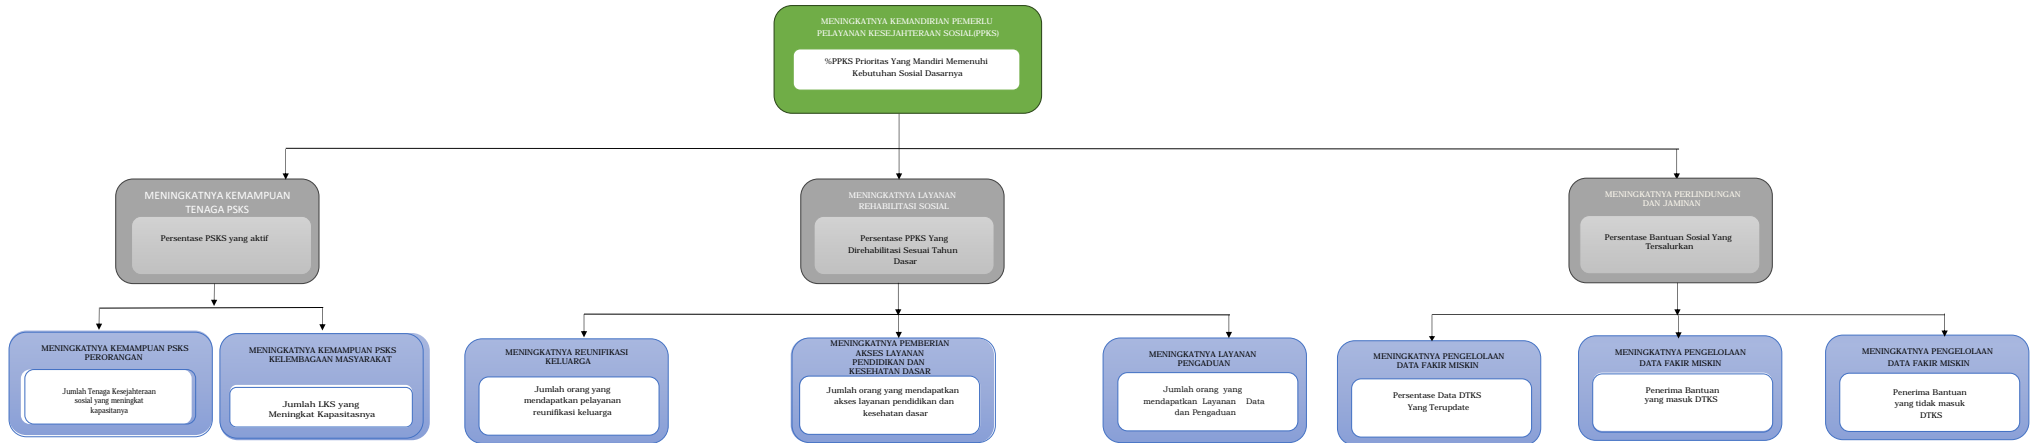 MENINGKATNYA KEMANDIRIAN PEMERLU
PELAYANAN KESEJAHTERAAN SOSIAL(PPKS)
%PPKS Prioritas Yang Mandiri Memenuhi
Kebutuhan Sosial Dasarnya
MENINGKATNYA KEMAMPUAN
TENAGA PSKS
Persentase PSKS yang aktif
MENINGKATNYA LAYANAN
REHABILITASI SOSIAL
Persentase PPKS Yang
Direhabilitasi Sesuai Tahun
Dasar
MENINGKATNYA PERLINDUNGAN
DAN JAMINAN
Persentase Bantuan Sosial Yang
Tersalurkan
MENINGKATNYA KEMAMPUAN PSKS
PERORANGAN
Jumlah Tenaga Kesejahteraan
sosial yang meningkat
kapasitanya
MENINGKATNYA KEMAMPUAN PSKS
KELEMBAGAAN MASYARAKAT
Jumlah LKS yang
Meningkat Kapasitasnya
MENINGKATNYA REUNIFIKASI
KELUARGA
Jumlah orang yang
mendapatkan pelayanan
reunifikasi keluarga
MENINGKATNYA PEMBERIAN
AKSES LAYANAN
PENDIDIKAN DAN
KESEHATAN DASAR
Jumlah orang yang mendapatkan
akses layanan pendidikan dan
kesehatan dasar
MENINGKATNYA LAYANAN
PENGADUAN
Jumlah orang yang
mendapatkan Layanan Data
dan Pengaduan
MENINGKATNYA PENGELOLAAN
DATA FAKIR MISKIN
Persentase Data DTKS
Yang Terupdate
MENINGKATNYA PENGELOLAAN
DATA FAKIR MISKIN
Penerima Bantuan
yang masuk DTKS
MENINGKATNYA PENGELOLAAN
DATA FAKIR MISKIN
Penerima Bantuan
yang tidak masuk
DTKS